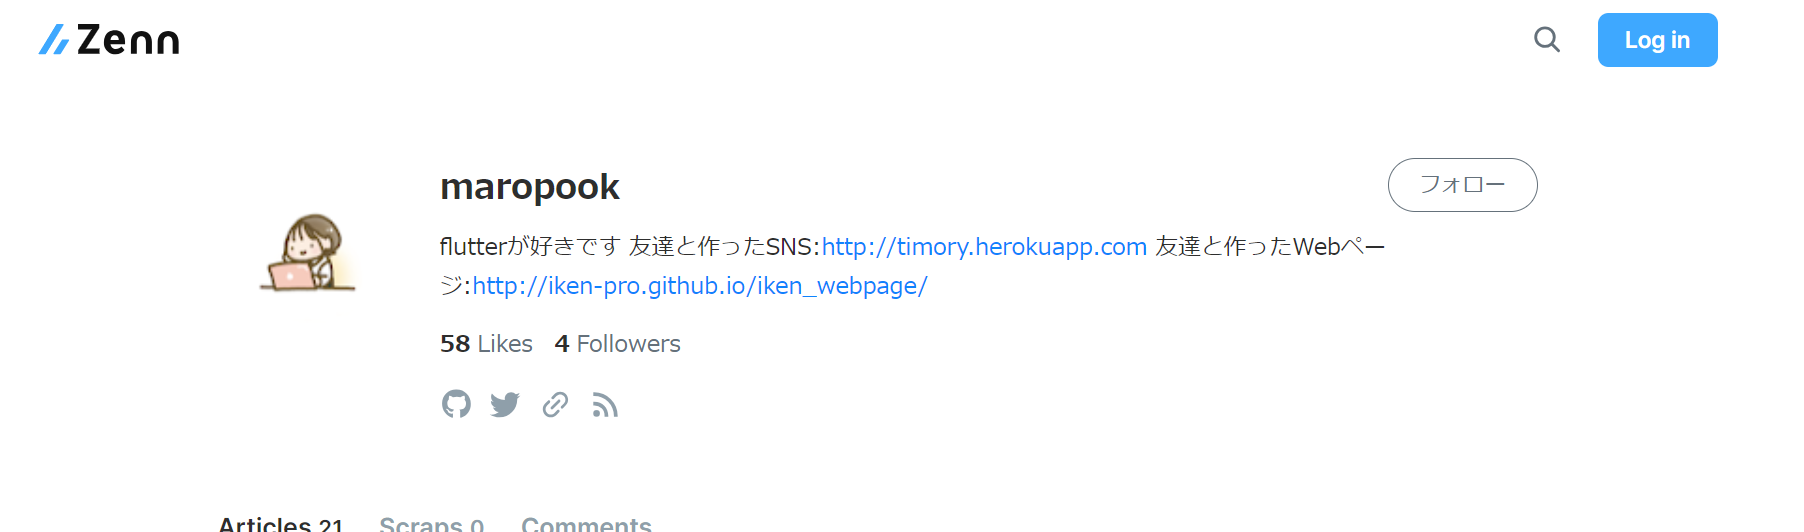 Zenn
Log in
maropook
フォロー
flutterが好きです 友達と作ったSNS:http://timory.herokuapp.com 友達と作ったWebペー
ジ:http://iken-pro.github.io/iken_webpage/
58 Likes 4 Followers
Articles 21 Scraps 0 Comments